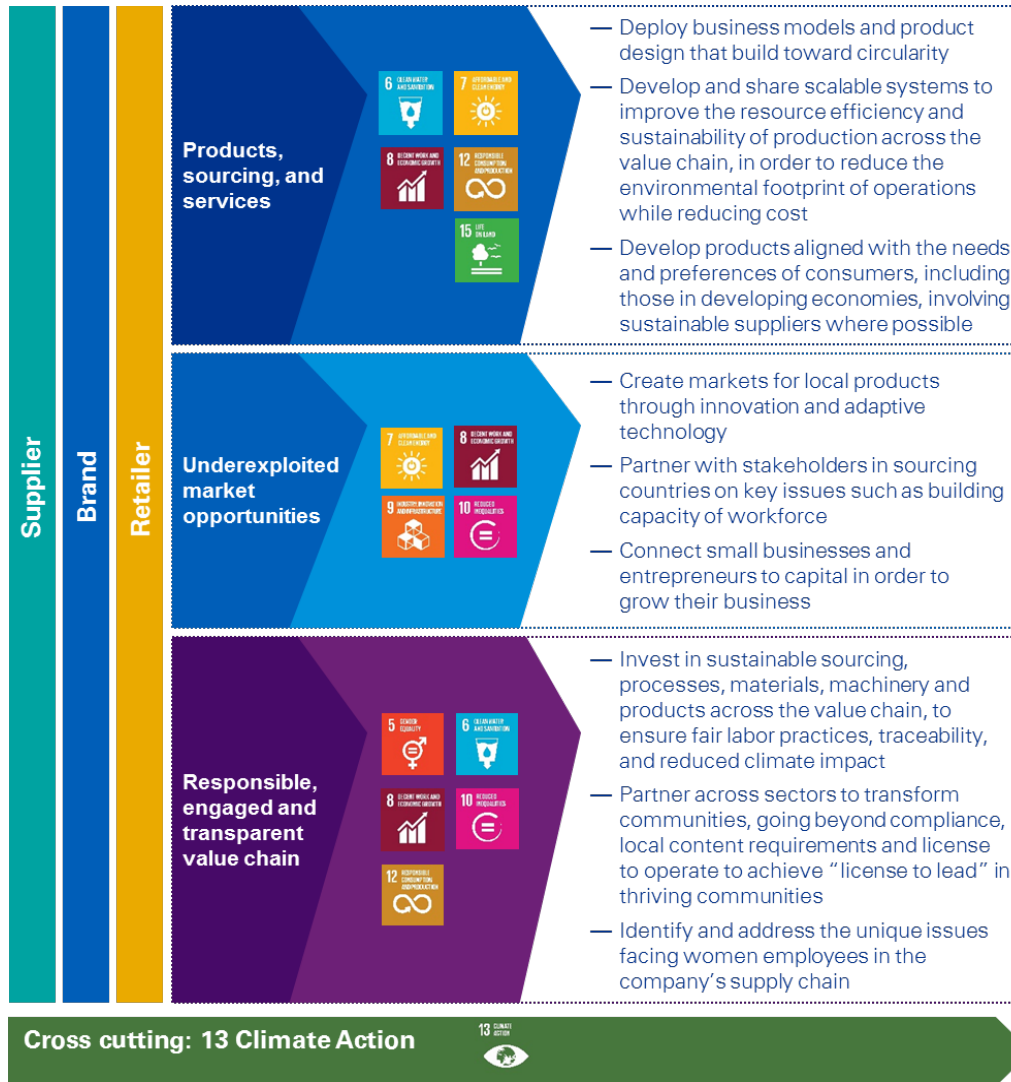 Supplier
Brand
Retailer
Products,
sourcing, and
services
6 CLEAN WATER
AND SANITATION
7 AFFORDABLE AND
CLEAN ENERGY
8 DECENT WORK AND
ECONOMIC GROWTH
12 RESPONSIBLE
CONSUMPTION
AND PRODUCTION
15 LIFE
ON LAND
— Deploy business models and product
design that build toward circularity
— Develop and share scalable systems to
improve the resource efficiency and
sustainability of production across the
value chain, in order to reduce the
environmental footprint of operations
while reducing cost
— Develop products aligned with the needs
and preferences of consumers, including
those in developing economies, involving
sustainable suppliers where possible
Underexploited
market
opportunities
7 AFFORDABLE AND
CLEAN ENERGY
8 DECENT WORK AND
ECONOMIC GROWTH
9 INDUSTRY, INNOVATION
AND INFRASTRUCTURE
10 REDUCED
INEQUALITIES
— Create markets for local products
through innovation and adaptive
technology
— Partner with stakeholders in sourcing
countries on key issues such as building
capacity of workforce
— Connect small businesses and
entrepreneurs to capital in order to
grow their business
Responsible,
engaged and
transparent
value chain
5 GENDER
EQUALITY
6 CLEAN WATER
AND SANITATION
8 DECENT WORK AND
ECONOMIC GROWTH
10 REDUCED
INEQUALITIES
12 RESPONSIBLE
CONSUMPTION
AND PRODUCTION
— Invest in sustainable sourcing,
processes, materials, machinery and
products across the value chain, to
ensure fair labor practices, traceability,
and reduced climate impact
— Partner across sectors to transform
communities, going beyond compliance,
local content requirements and license
to operate to achieve “license to lead” in
thriving communities
— Identify and address the unique issues
facing women employees in the
company’s supply chain
Cross cutting: 13 Climate Action
13 CLIMATE
ACTION